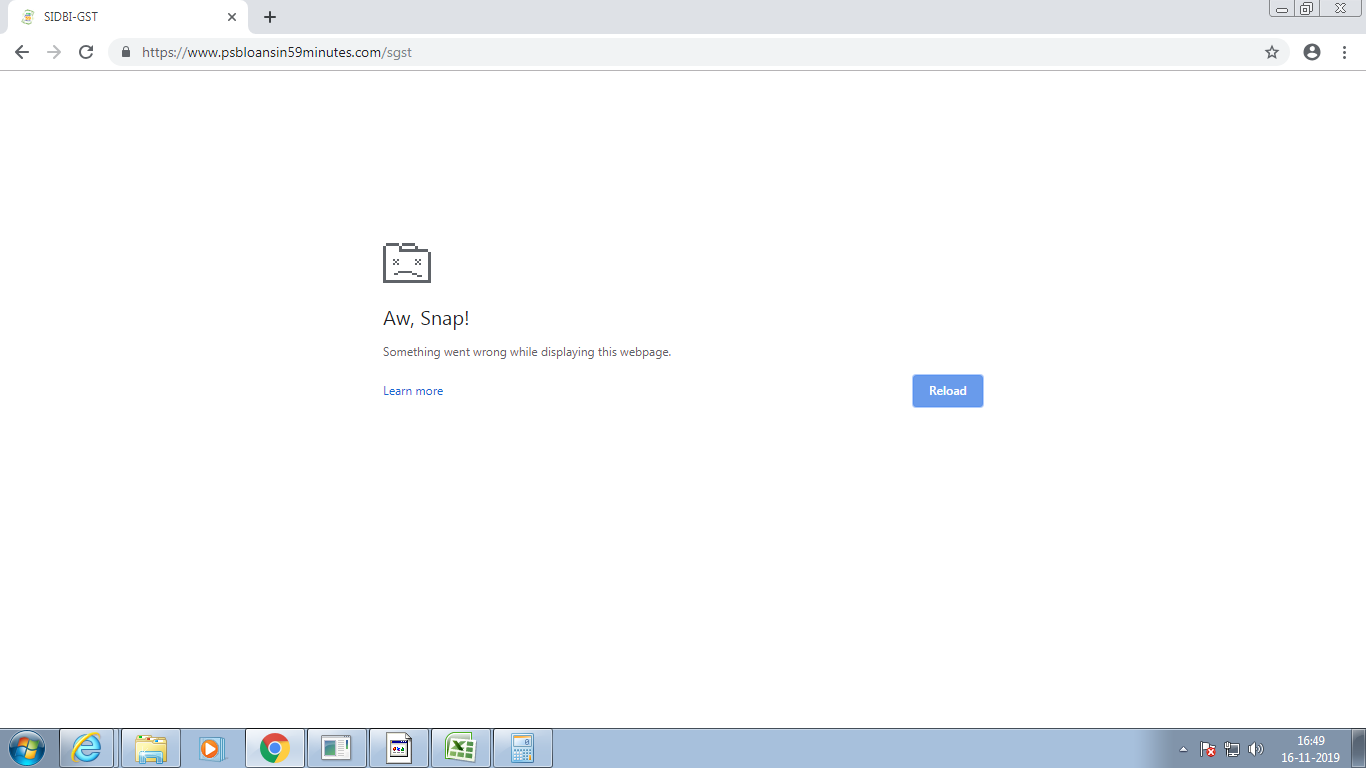 SIDBI-GST
https://www.psbloansin59minutes.com/sgst
Aw, Snap!
Something went wrong while displaying this webpage.
Learn more
Reload
16:49
16-11-2019